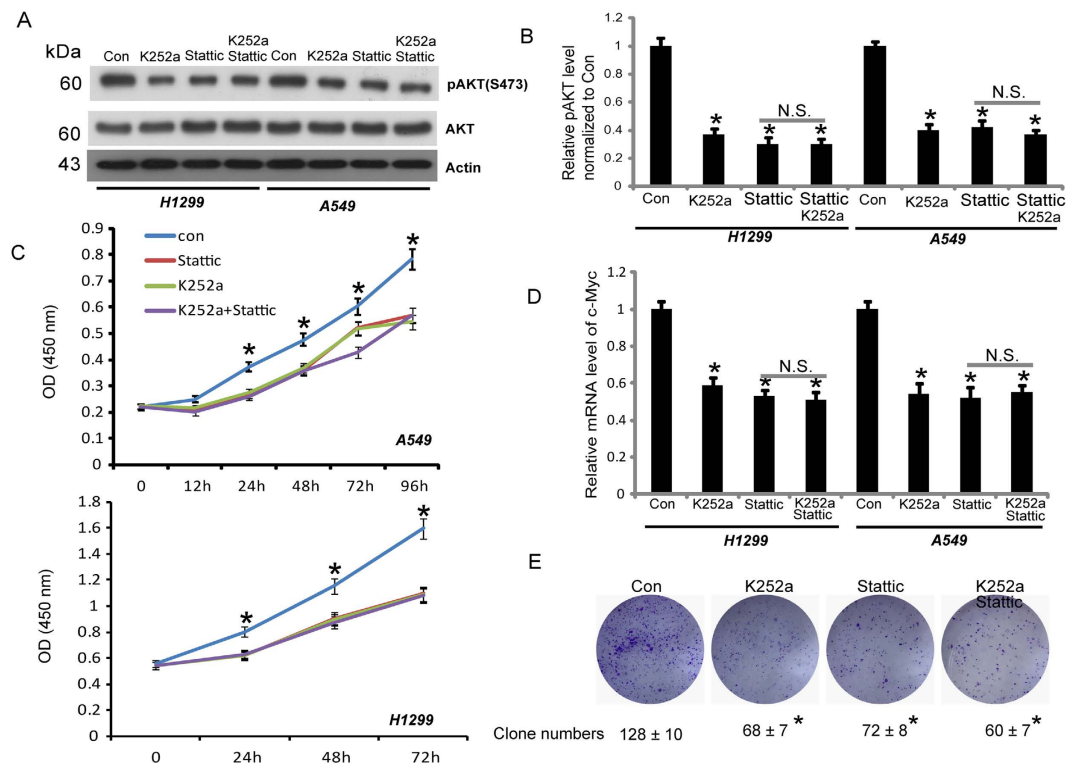 A
kDa
Con K252a Stattic K252a Stattic Con K252a Stattic K252a Stattic
60 pAKT(S473)
60 AKT
43 Actin
H1299 A549
B
Relative pAKT level
normalized to Con
1.2
1
0.8
0.6
0.4
0.2
0
* * * N.S. * * * N.S.
Con K252a Stattic Stattic K252a Con K252a Stattic Stattic K252a
H1299 A549
C
OD (450 nm)
0.9
0.8
0.7
0.6
0.5
0.4
0.3
0.2
0.1
0
con
Stattic
K252a
K252a+Stattic
* * * *
A549
0 12h 24h 48h 72h 96h
OD (450 nm)
1.8
1.6
1.4
1.2
1
0.8
0.6
0.4
0.2
0
* * *
H1299
0 24h 48h 72h
D
Relative mRNA level of c-Myc
1.2
1
0.8
0.6
0.4
0.2
0
* * * N.S. * * * N.S.
Con K252a Stattic K252a Stattic Con K252a Stattic K252a Stattic
H1299 A549
E
Con K252a Stattic K252a Stattic
Clone numbers 128 ± 10 68 ± 7 * 72 ± 8 * 60 ± 7 *